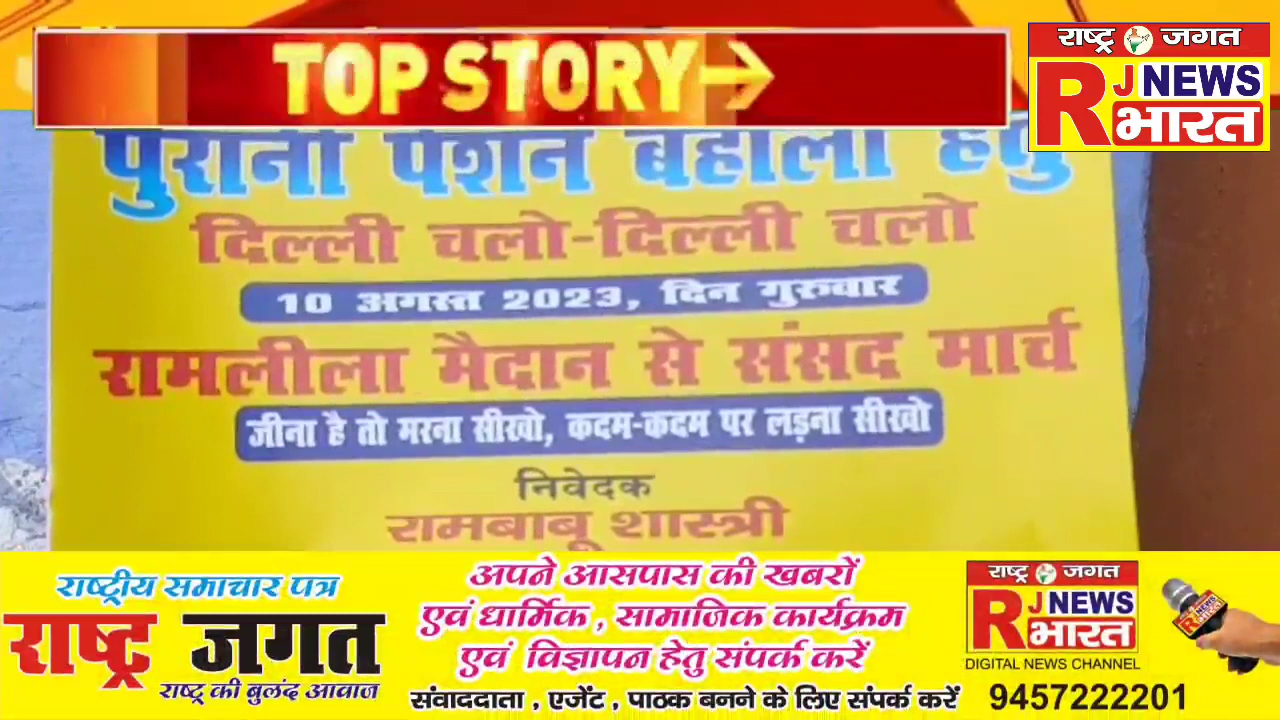 TOP STORY
राष्ट्र जगत
RJ NEWS
भारत
पुरानी पेंशन बहाली हेतु
दिल्ली चलो-दिल्ली चलो
10 अगस्त 2023, दिन गुरुवार
रामलीला मैदान से संसद मार्च
जीना है तो मरना सीखो, कदम-कदम पर लड़ना सीखो
निवेदक
रामबाबू शास्त्री
राष्ट्रीय समाचार पत्र
राष्ट्र जगत
राष्ट्र की बुलंद आवाज
अपने आसपास की खबरों
एवं धार्मिक , सामाजिक कार्यक्रम
एवं विज्ञापन हेतु संपर्क करें
संवाददाता , एजेंट , पाठक बनने के लिए संपर्क करें
राष्ट्र जगत
RJ NEWS
भारत
DIGITAL NEWS CHANNEL
9457222201